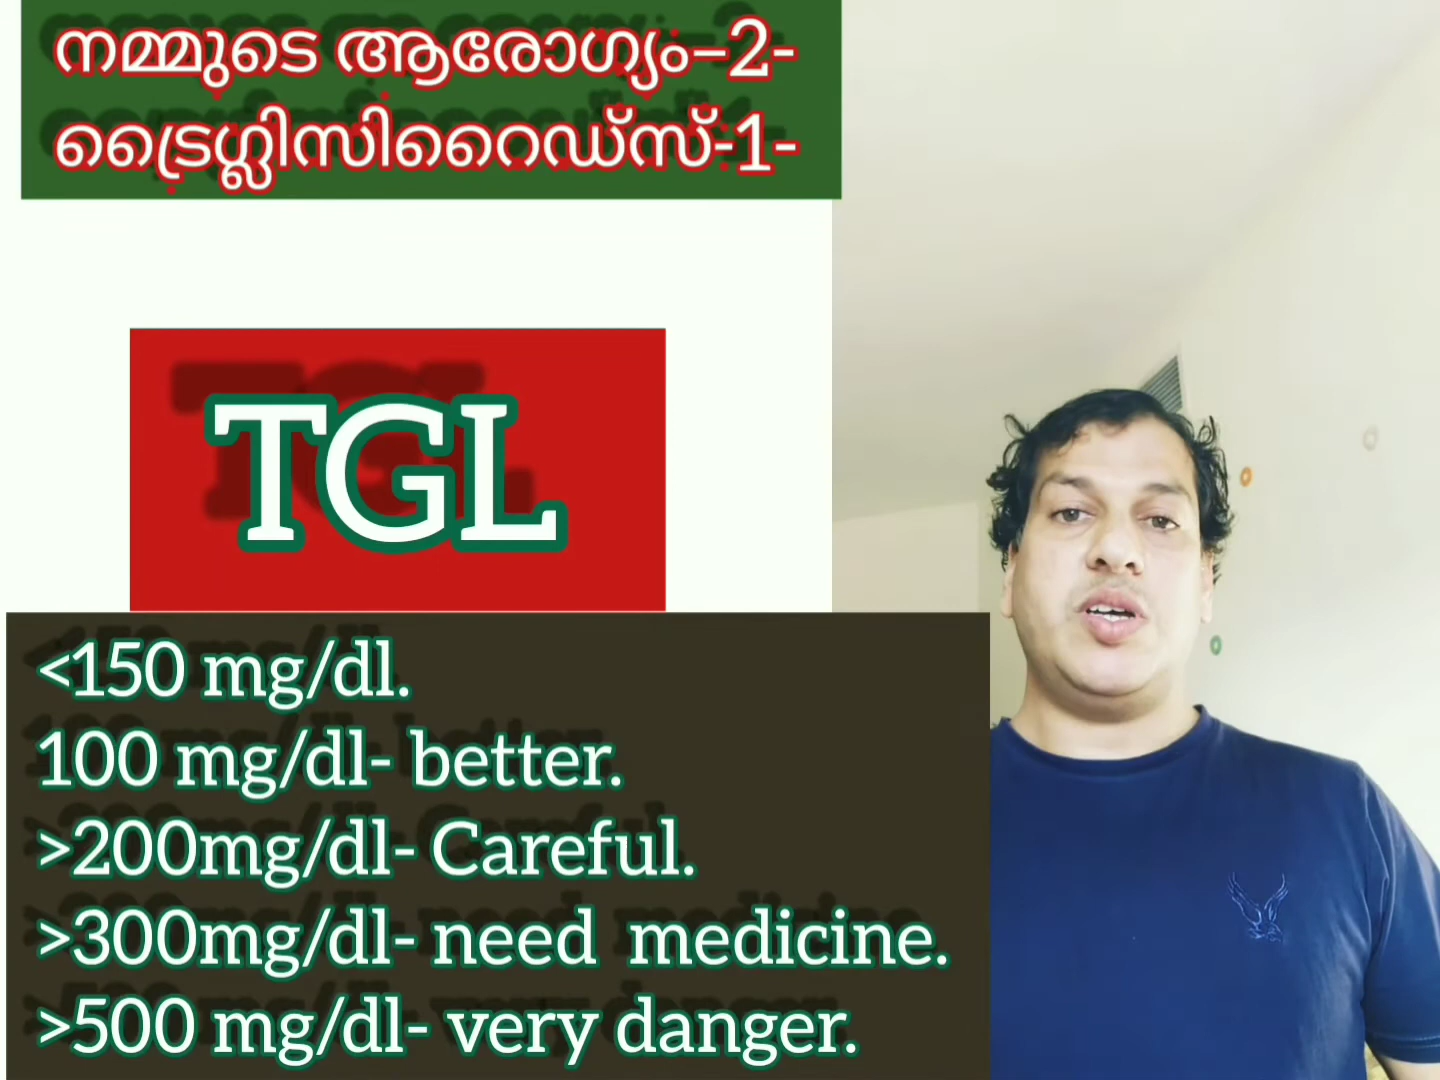 നമ്മുടെ ആരോഗ്യം–2-
ട്രൈഗ്ലിസിറൈഡ്സ്-1-
TGL
<150 mg/dl.
100 mg/dl- better.
>200mg/dl- Careful.
>300mg/dl- need medicine.
>500 mg/dl- very danger.